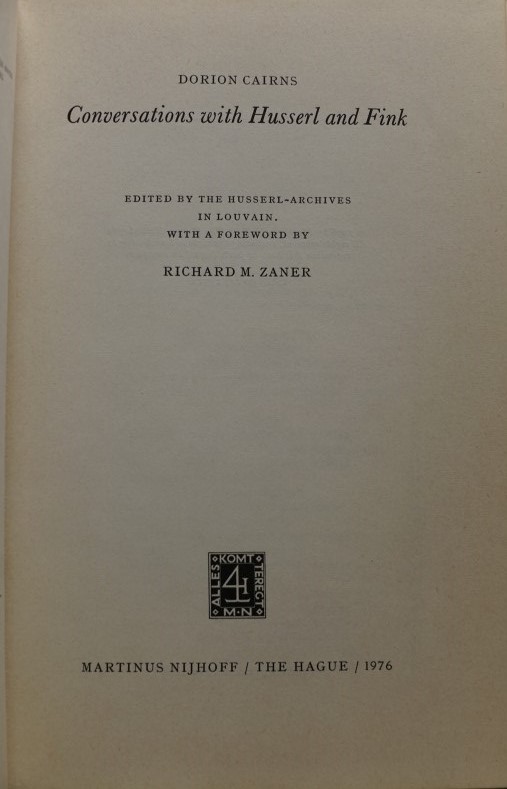 DORION CAIRNS
Conversations with Husserl and Fink
EDITED BY THE HUSSERL-ARCHIVES
IN LOUVAIN.
WITH A FOREWORD BY
RICHARD M. ZANER
ALLES KOMT TERECT
M·N
MARTINUS NIJHOFF / THE HAGUE / 1976